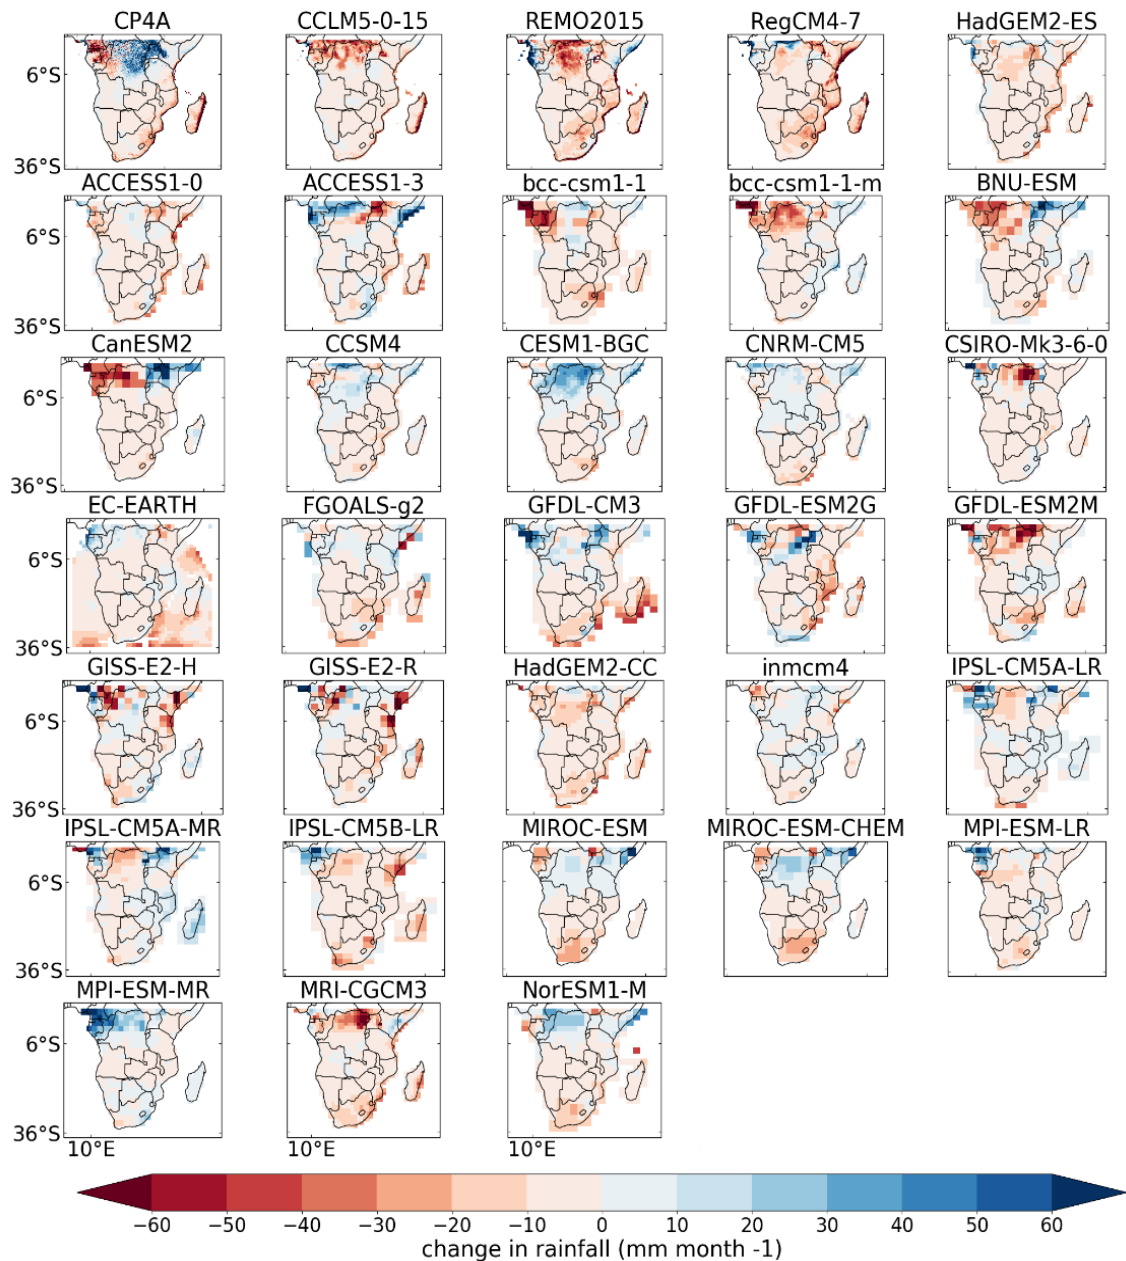 CP4A CCLM5-0-15 REMO2015 RegCM4-7 HadGEM2-ES
6°S
36°S
ACCESS1-0 ACCESS1-3 bcc-csm1-1 bcc-csm1-1-m BNU-ESM
6°S
36°S
CanESM2 CCSM4 CESM1-BGC CNRM-CM5 CSIRO-Mk3-6-0
6°S
36°S
EC-EARTH FGOALS-g2 GFDL-CM3 GFDL-ESM2G GFDL-ESM2M
6°S
36°S
GISS-E2-H GISS-E2-R HadGEM2-CC inmcm4 IPSL-CM5A-LR
6°S
36°S
IPSL-CM5A-MR IPSL-CM5B-LR MIROC-ESM MIROC-ESM-CHEM MPI-ESM-LR
6°S
36°S
MPI-ESM-MR MRI-CGCM3 NorESM1-M
6°S
36°S
10°E 10°E 10°E
−60 −50 −40 −30 −20 −10 0 10 20 30 40 50 60
change in rainfall (mm month -1)